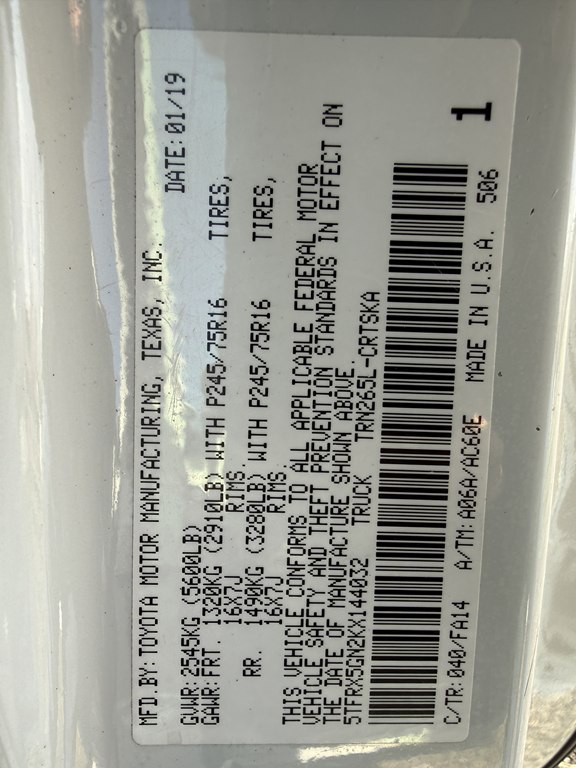 MFD.BY: TOYOTA MOTOR MANUFACTURING, TEXAS, INC.
DATE: 01/19
GVWR: 2545KG (5600LB)
GAWR: FRT. 1320KG (2910LB) WITH P245/75R16 TIRES,
16X7J RIMS.
RR. 1490KG (3280LB) WITH P245/75R16 TIRES,
16X7J RIMS.
THIS VEHICLE CONFORMS TO ALL APPLICABLE FEDERAL MOTOR
VEHICLE SAFETY AND THEFT PREVENTION STANDARDS IN EFFECT ON
THE DATE OF MANUFACTURE SHOWN ABOVE.
5TFRX5GN2KX144032 TRUCK TRN265L-CRTSKA
1
C/TR: 040/FA14 A/TM: A06A/AC60E MADE IN U.S.A. 506